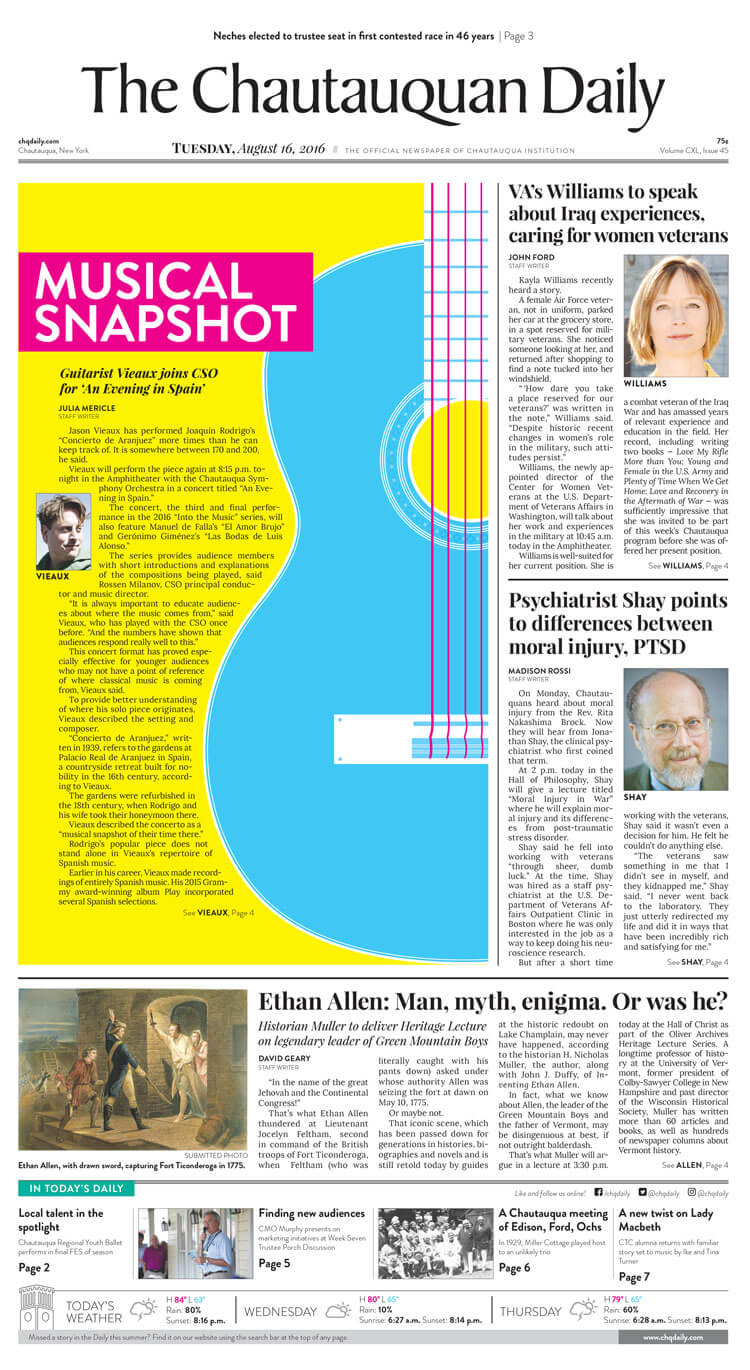 Neches elected to trustee seat in first contested race in 46 years | Page 3
The Chautauquan Daily
chqdaily.com
Chautauqua, New York
TUESDAY, August 16, 2016 // THE OFFICIAL NEWSPAPER OF CHAUTAUQUA INSTITUTION
75¢
Volume CXL, Issue 45
MUSICAL
SNAPSHOT
Guitarist Vieaux joins CSO
for ‘An Evening in Spain’
JULIA MERICLE
STAFF WRITER
Jason Vieaux has performed Joaquín Rodrigo’s
“Concierto de Aranjuez” more times than he can
keep track of. It is somewhere between 170 and 200,
he said.
Vieaux will perform the piece again at 8:15 p.m. to-
night in the Amphitheater with the Chautauqua Sym-
phony Orchestra in a concert titled “An Eve-
ning in Spain.”
The concert, the third and final perfor-
mance in the 2016 “Into the Music” series, will
also feature Manuel de Falla’s “El Amor Brujo”
and Gerónimo Giménez’s “Las Bodas de Luis
Alonso.”
The series provides audience members
with short introductions and explanations
of the compositions being played, said
Rossen Milanov, CSO principal conduc-
tor and music director.
VIEAUX
“It is always important to educate audienc-
es about where the music comes from,” said
Vieaux, who has played with the CSO once
before. “And the numbers have shown that
audiences respond really well to this.”
This concert format has proved espe-
cially effective for younger audiences
who may not have a point of reference
of where classical music is coming
from, Vieaux said.
To provide better understanding
of where his solo piece originates,
Vieaux described the setting and
composer.
“Concierto de Aranjuez,” writ-
ten in 1939, refers to the gardens at
Palacio Real de Aranjuez in Spain,
a countryside retreat built for no-
bility in the 16th century, accord-
ing to Vieaux.
The gardens were refurbished in
the 18th century, when Rodrigo and
his wife took their honeymoon there.
Vieaux described the concerto as a
“musical snapshot of their time there.”
Rodrigo’s popular piece does not
stand alone in Vieaux’s repertoire of
Spanish music.
Earlier in his career, Vieaux made record-
ings of entirely Spanish music. His 2015 Gram-
my award-winning album Play incorporated
several Spanish selections.
See VIEAUX, Page 4
VA’s Williams to speak
about Iraq experiences,
caring for women veterans
JOHN FORD
STAFF WRITER
Kayla Williams recently
heard a story.
A female Air Force veter-
an, not in uniform, parked
her car at the grocery store,
in a spot reserved for mili-
tary veterans. She noticed
someone looking at her, and
returned after shopping to
find a note tucked into her
windshield.
“ ‘How dare you take
a place reserved for our
veterans?’ was written in
the note,” Williams said.
“Despite historic recent
changes in women’s role
in the military, such atti-
tudes persist.”
Williams, the newly ap-
pointed director of the
Center for Women Vet-
erans at the U.S. Depart-
ment of Veterans Affairs in
Washington, will talk about
her work and experiences
in the military at 10:45 a.m.
today in the Amphitheater.
Williams is well-suited for
her current position. She is
WILLIAMS
a combat veteran of the Iraq
War and has amassed years
of relevant experience and
education in the field. Her
record, including writing
two books — Love My Rifle
More than You: Young and
Female in the U.S. Army and
Plenty of Time When We Get
Home: Love and Recovery in
the Aftermath of War — was
sufficiently impressive that
she was invited to be part
of this week’s Chautauqua
program before she was of-
fered her present position.
See WILLIAMS, Page 4
Psychiatrist Shay points
to differences between
moral injury, PTSD
MADISON ROSSI
STAFF WRITER
On Monday, Chautau-
quans heard about moral
injury from the Rev. Rita
Nakashima Brock. Now
they will hear from Jona-
than Shay, the clinical psy-
chiatrist who first coined
that term.
At 2 p.m. today in the
Hall of Philosophy, Shay
will give a lecture titled
“Moral Injury in War”
where he will explain mor-
al injury and its differenc-
es from post-traumatic
stress disorder.
Shay said he fell into
working with veterans
“through sheer, dumb
luck.” At the time, Shay
was hired as a staff psy-
chiatrist at the U.S. De-
partment of Veterans Af-
fairs Outpatient Clinic in
Boston where he was only
interested in the job as a
way to keep doing his neu-
roscience research.
But after a short time
SHAY
working with the veterans,
Shay said it wasn’t even a
decision for him. He felt he
couldn’t do anything else.
“The veterans saw
something in me that I
didn’t see in myself, and
they kidnapped me,” Shay
said. “I never went back
to the laboratory. They
just utterly redirected my
life and did it in ways that
have been incredibly rich
and satisfying for me.”
See SHAY, Page 4
SUBMITTED PHOTO
Ethan Allen, with drawn sword, capturing Fort Ticonderoga in 1775.
Ethan Allen: Man, myth, enigma. Or was he?
Historian Muller to deliver Heritage Lecture
on legendary leader of Green Mountain Boys
DAVID GEARY
STAFF WRITER
“In the name of the great
Jehovah and the Continental
Congress!”
That’s what Ethan Allen
thundered at Lieutenant
Jocelyn Feltham, second
in command of the British
troops of Fort Ticonderoga,
when Feltham (who was
literally caught with his
pants down) asked under
whose authority Allen was
seizing the fort at dawn on
May 10, 1775.
Or maybe not.
That iconic scene, which
has been passed down for
generations in histories, bi-
ographies and novels and is
still retold today by guides
at the historic redoubt on
Lake Champlain, may never
have happened, according
to the historian H. Nicholas
Muller, the author, along
with John J. Duffy, of In-
venting Ethan Allen.
In fact, what we know
about Allen, the leader of the
Green Mountain Boys and
the father of Vermont, may
be disingenuous at best, if
not outright balderdash.
That’s what Muller will ar-
gue in a lecture at 3:30 p.m.
today at the Hall of Christ as
part of the Oliver Archives
Heritage Lecture Series. A
longtime professor of histo-
ry at the University of Ver-
mont, former president of
Colby-Sawyer College in New
Hampshire and past director
of the Wisconsin Historical
Society, Muller has written
more than 60 articles and
books, as well as hundreds
of newspaper columns about
Vermont history.
See ALLEN, Page 4
IN TODAY’S DAILY
Like and follow us online! /chqdaily @chqdaily @chqdaily
Local talent in the
spotlight
Chautauqua Regional Youth Ballet
performs in final FES of season
Page 2
Finding new audiences
CMO Murphy presents on
marketing initiatives at Week Seven
Trustee Porch Discussion
Page 5
A Chautauqua meeting
of Edison, Ford, Ochs
In 1929, Miller Cottage played host
to an unlikely trio
Page 6
A new twist on Lady
Macbeth
CTC alumna returns with familiar
story set to music by Ike and Tina
Turner
Page 7
TODAY’S
WEATHER
H 84° L 63°
Rain: 80%
Sunset: 8:16 p.m.
WEDNESDAY
H 80° L 65°
Rain: 10%
Sunrise: 6:27 a.m. Sunset: 8:14 p.m.
THURSDAY
H 79° L 65°
Rain: 60%
Sunrise: 6:28 a.m. Sunset: 8:13 p.m.
Missed a story in the Daily this summer? Find it on our website using the search bar at the top of any page.
www.chqdaily.com